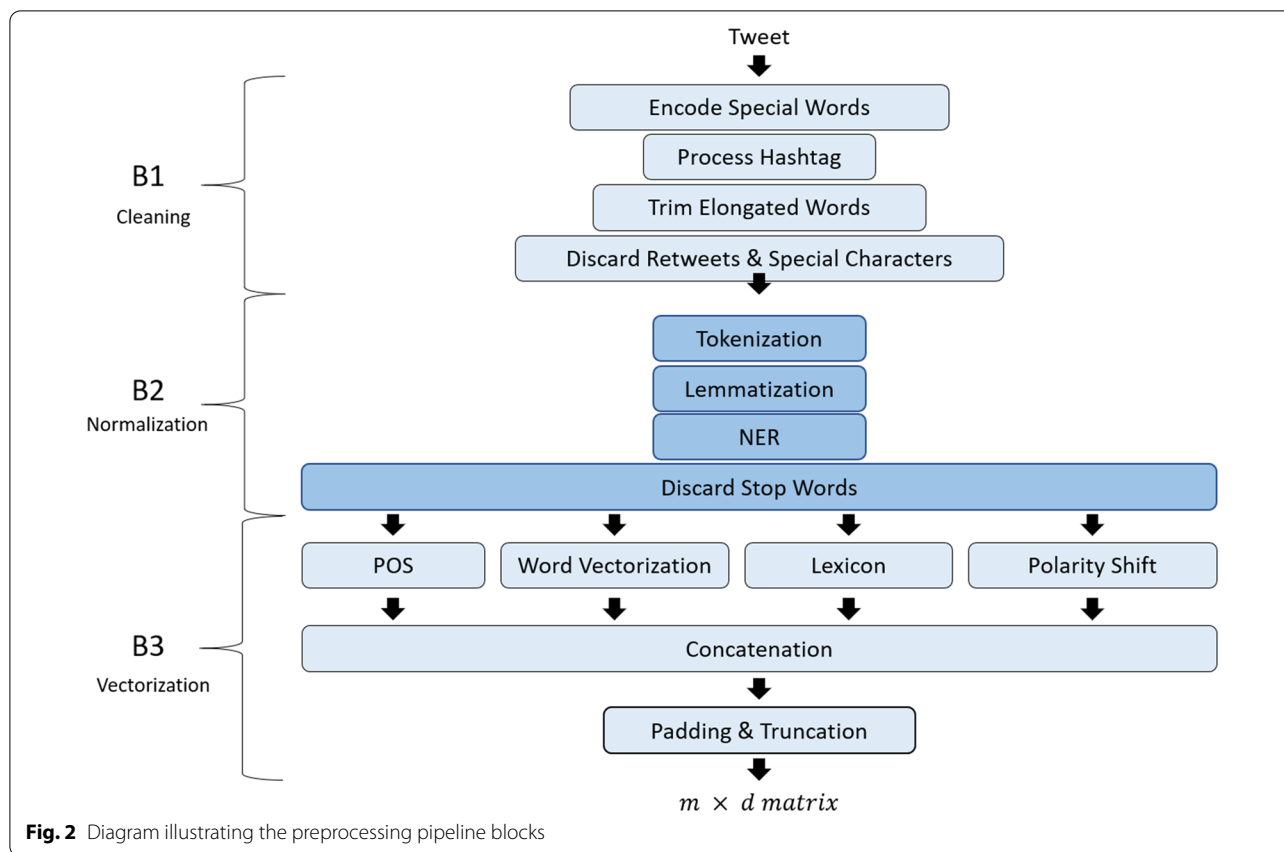 Tweet
Encode Special Words
Process Hashtag
Trim Elongated Words
Discard Retweets & Special Characters
B1
Cleaning
Tokenization
Lemmatization
NER
Discard Stop Words
B2
Normalization
POS
Word Vectorization
Lexicon
Polarity Shift
Concatenation
Padding & Truncation
B3
Vectorization
m × d matrix
Fig. 2 Diagram illustrating the preprocessing pipeline blocks